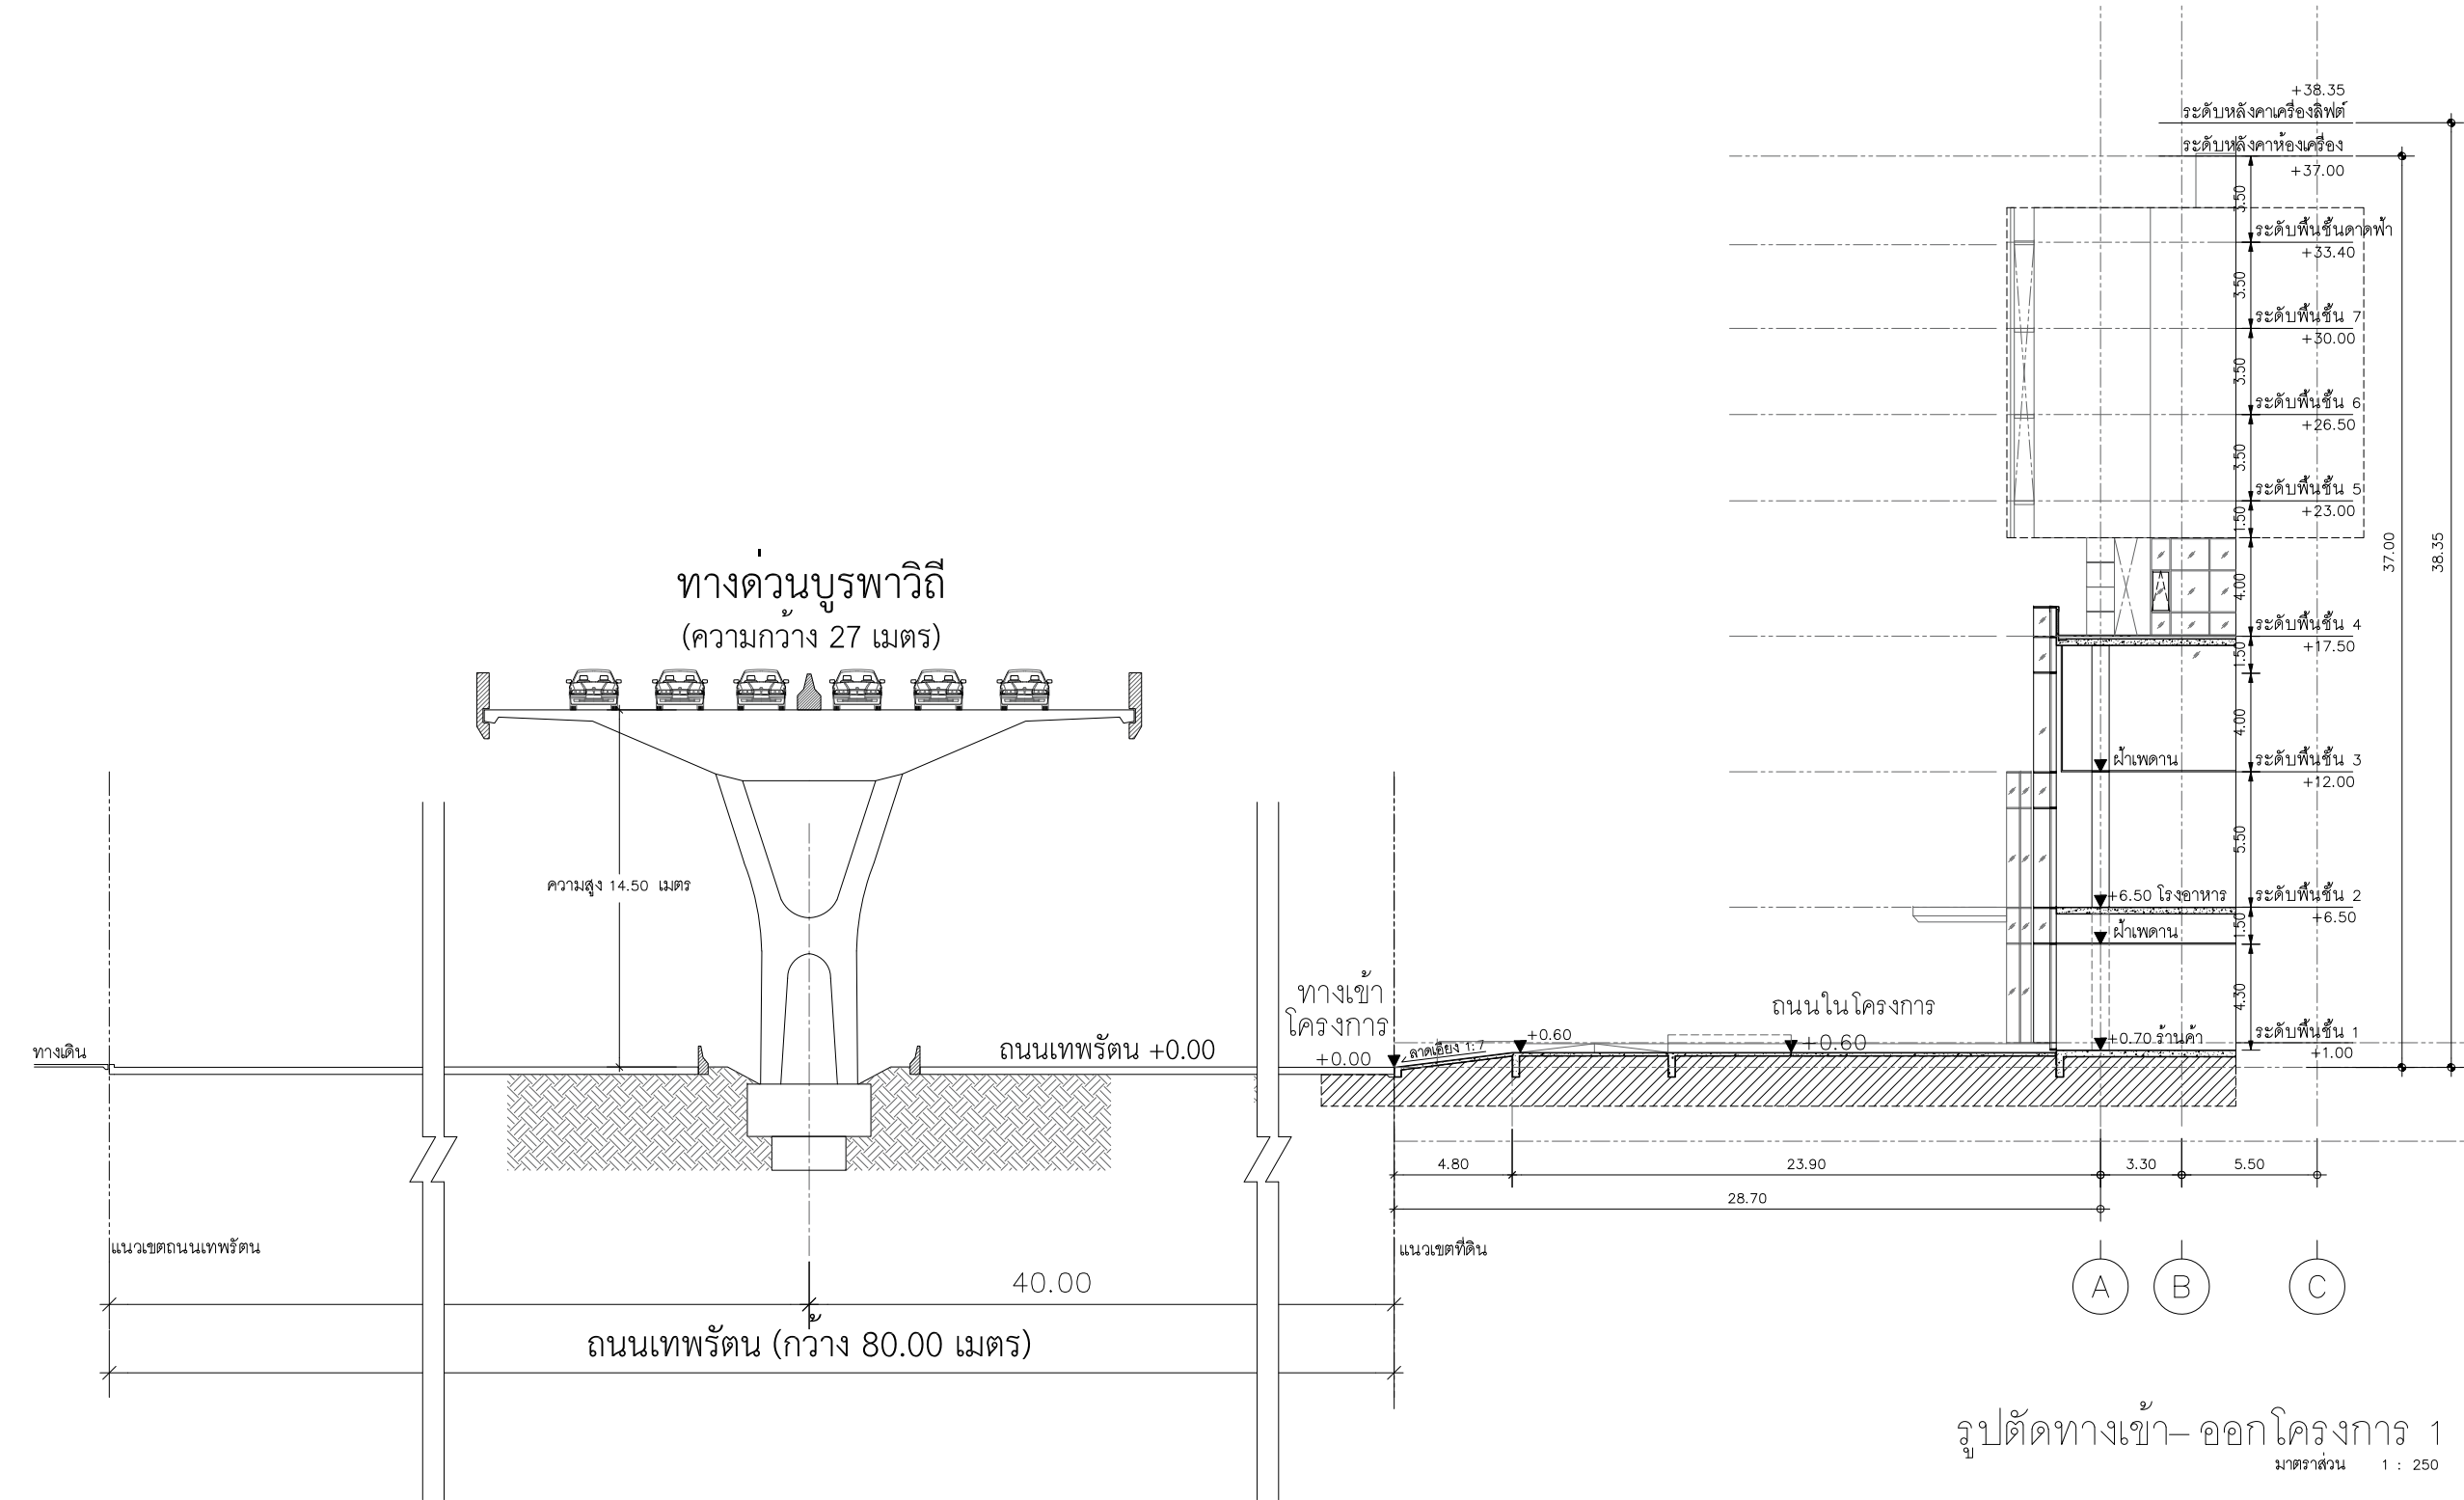 +38.35
ระดับหลังคาเครื่องลิฟต์
ระดับหลังคาห้องเครื่อง
+37.00
3.50
ระดับพื้นชั้นดาดฟ้า
+33.40
3.50
ระดับพื้นชั้น 7
+30.00
3.50
ระดับพื้นชั้น 6
+26.50
3.50
ระดับพื้นชั้น 5
+23.00
1.50
37.00
38.35
4.00
ระดับพื้นชั้น 4
+17.50
1.50
4.00
ฝ้าเพดาน
ระดับพื้นชั้น 3
+12.00
5.50
+6.50 โรงอาหาร
ระดับพื้นชั้น 2
+6.50
1.50
ฝ้าเพดาน
4.30
ระดับพื้นชั้น 1
+0.70 ร้านค้า
+1.00
ทางด่วนบูรพาวิถี
(ความกว้าง 27 เมตร)
ความสูง 14.50 เมตร
ทางเดิน
ถนนเทพรัตน +0.00
ทางเข้า
โครงการ
+0.00
ลาดเอียง 1:7
+0.60
ถนนในโครงการ
+0.60
4.80
23.90
3.30
5.50
28.70
แนวเขตถนนเทพรัตน
แนวเขตที่ดิน
40.00
ถนนเทพรัตน (กว้าง 80.00 เมตร)
A
B
C
รูปตัดทางเข้า- ออกโครงการ 1
มาตราส่วน 1 : 250